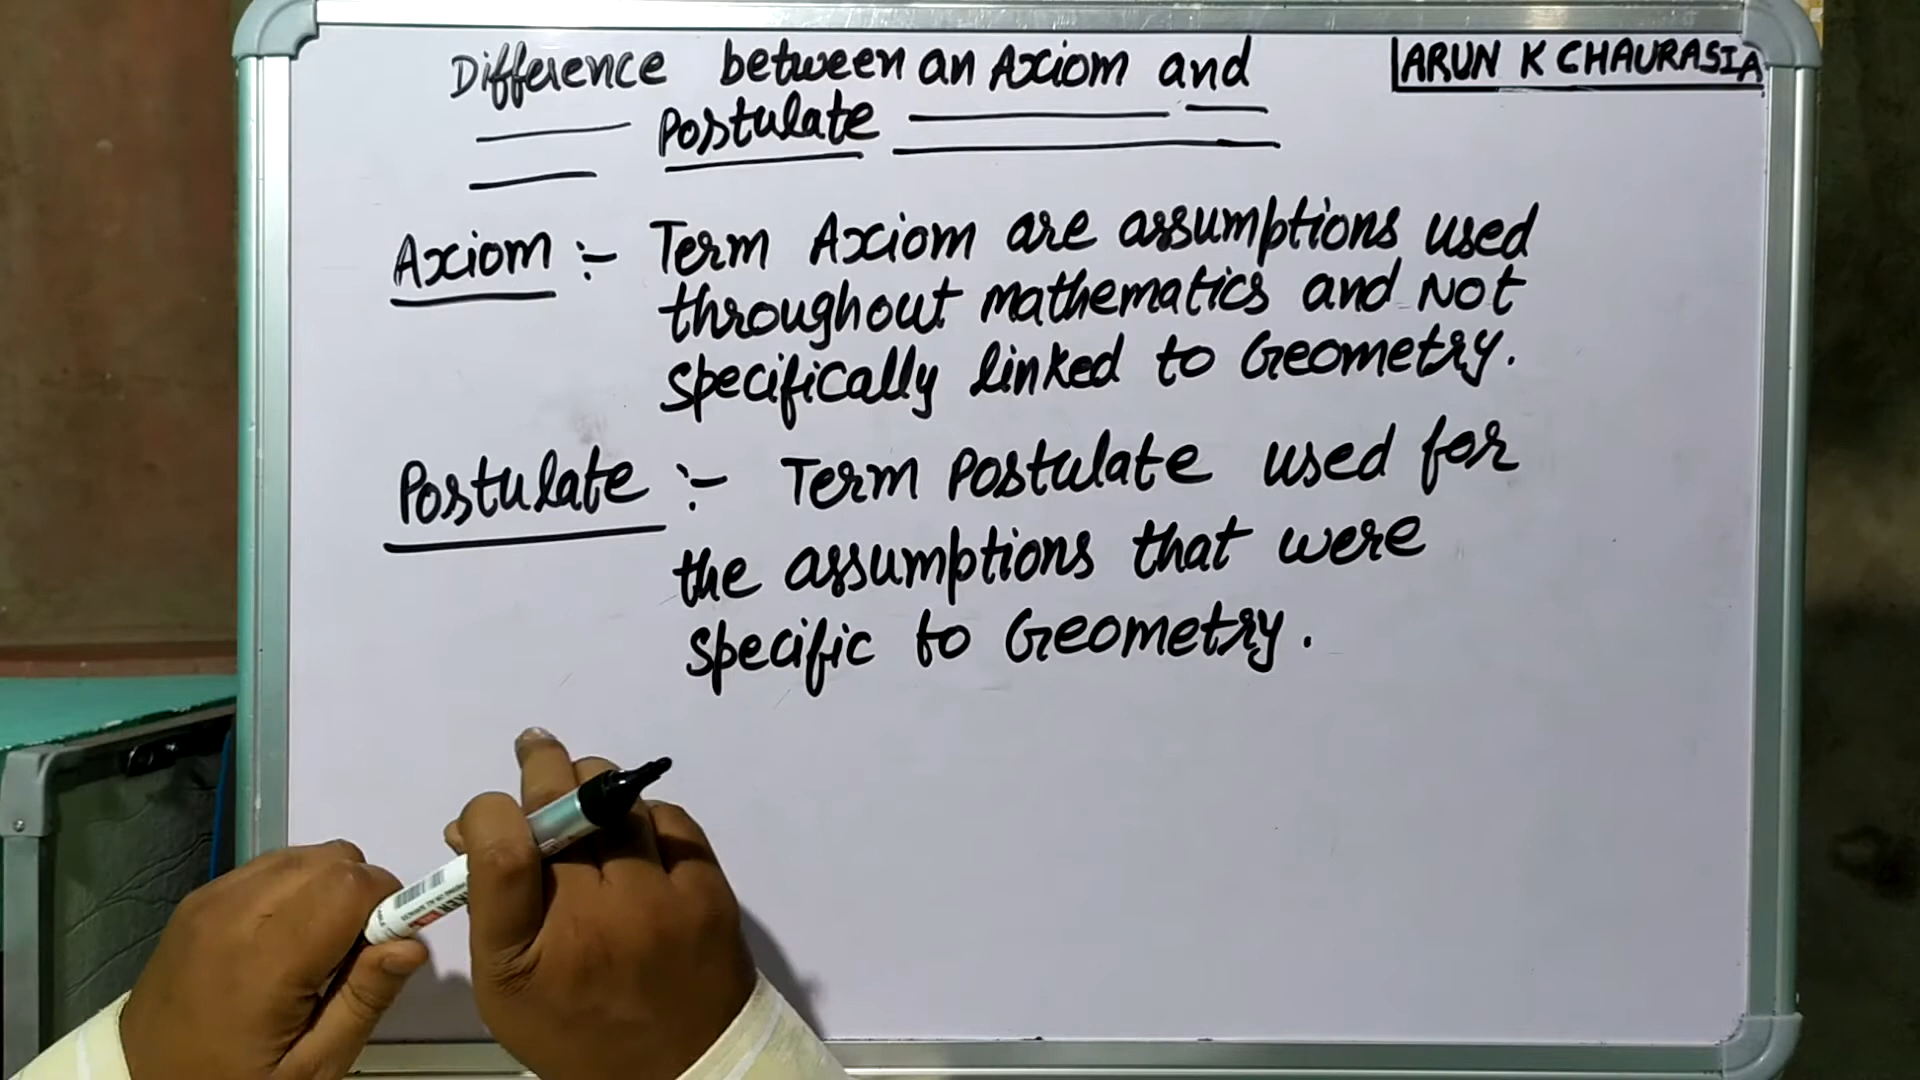 Difference between an Axiom and
Postulate
ARUN K CHAURASIA
Axiom :- Term Axiom are assumptions used
throughout mathematics and Not
specifically linked to Geometry.
Postulate :- Term Postulate used for
the assumptions that were
specific to Geometry.